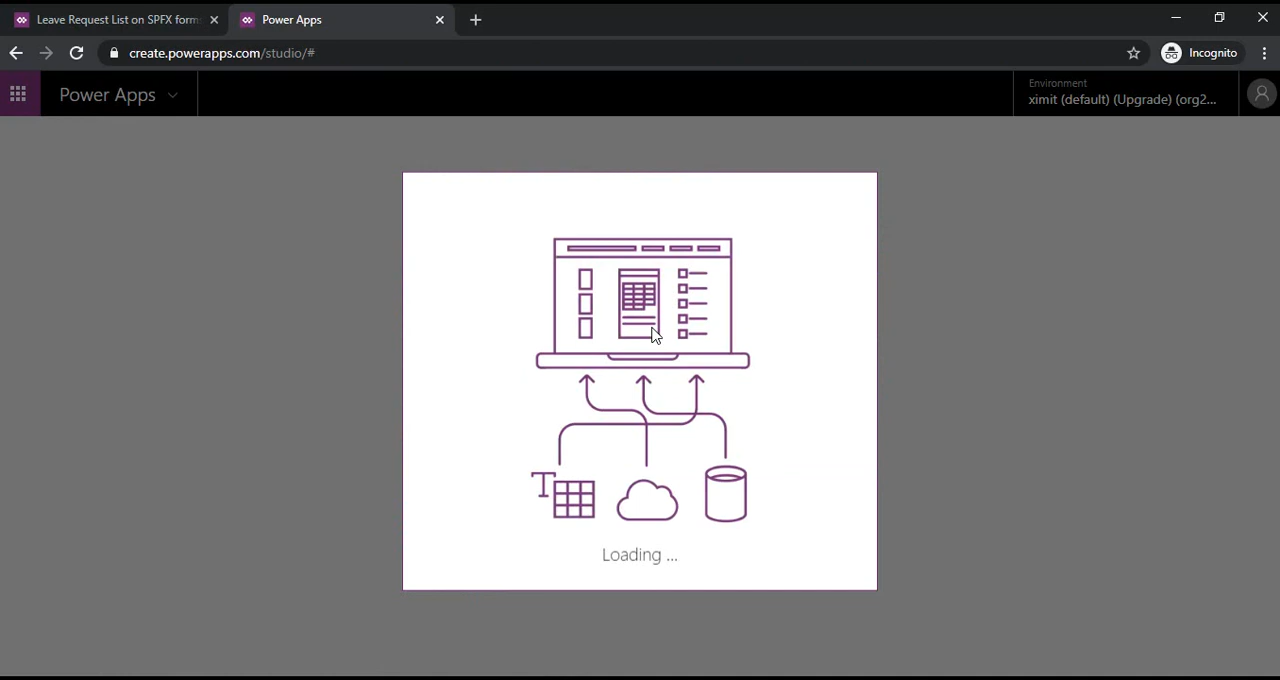 Leave Request List on SPFX form
Power Apps
create.powerapps.com/studio/#
Incognito
Power Apps
Environment
ximit (default) (Upgrade) (org2...
T
Loading ...